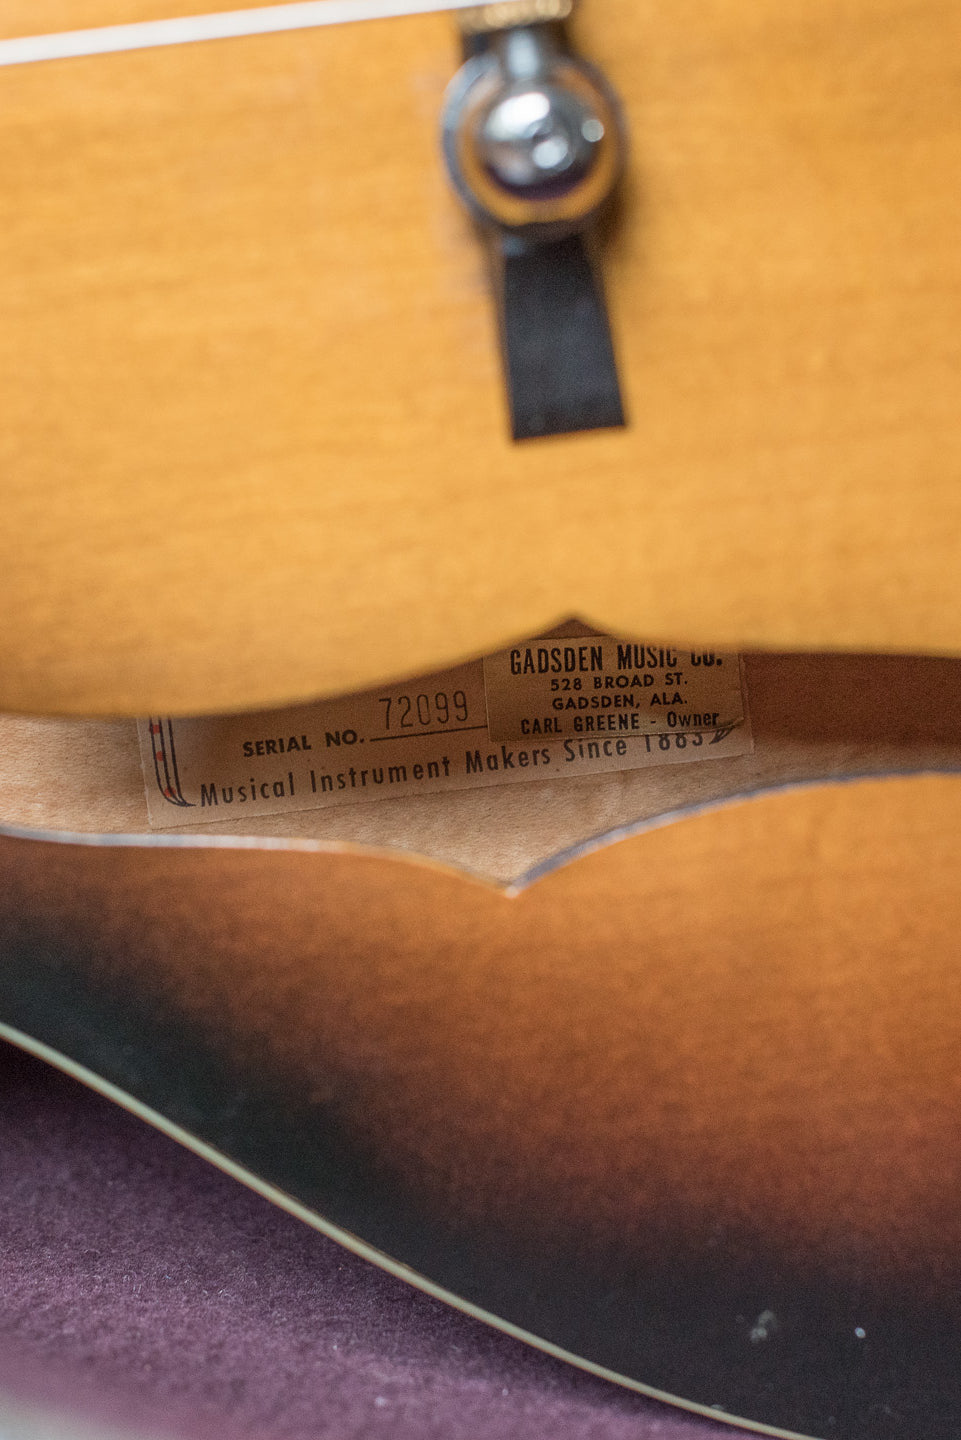 GADSDEN MUSIC CO.
528 BROAD ST.
GADSDEN, ALA.
CARL GREENE - Owner
SERIAL NO. 72099
Musical Instrument Makers Since 1883